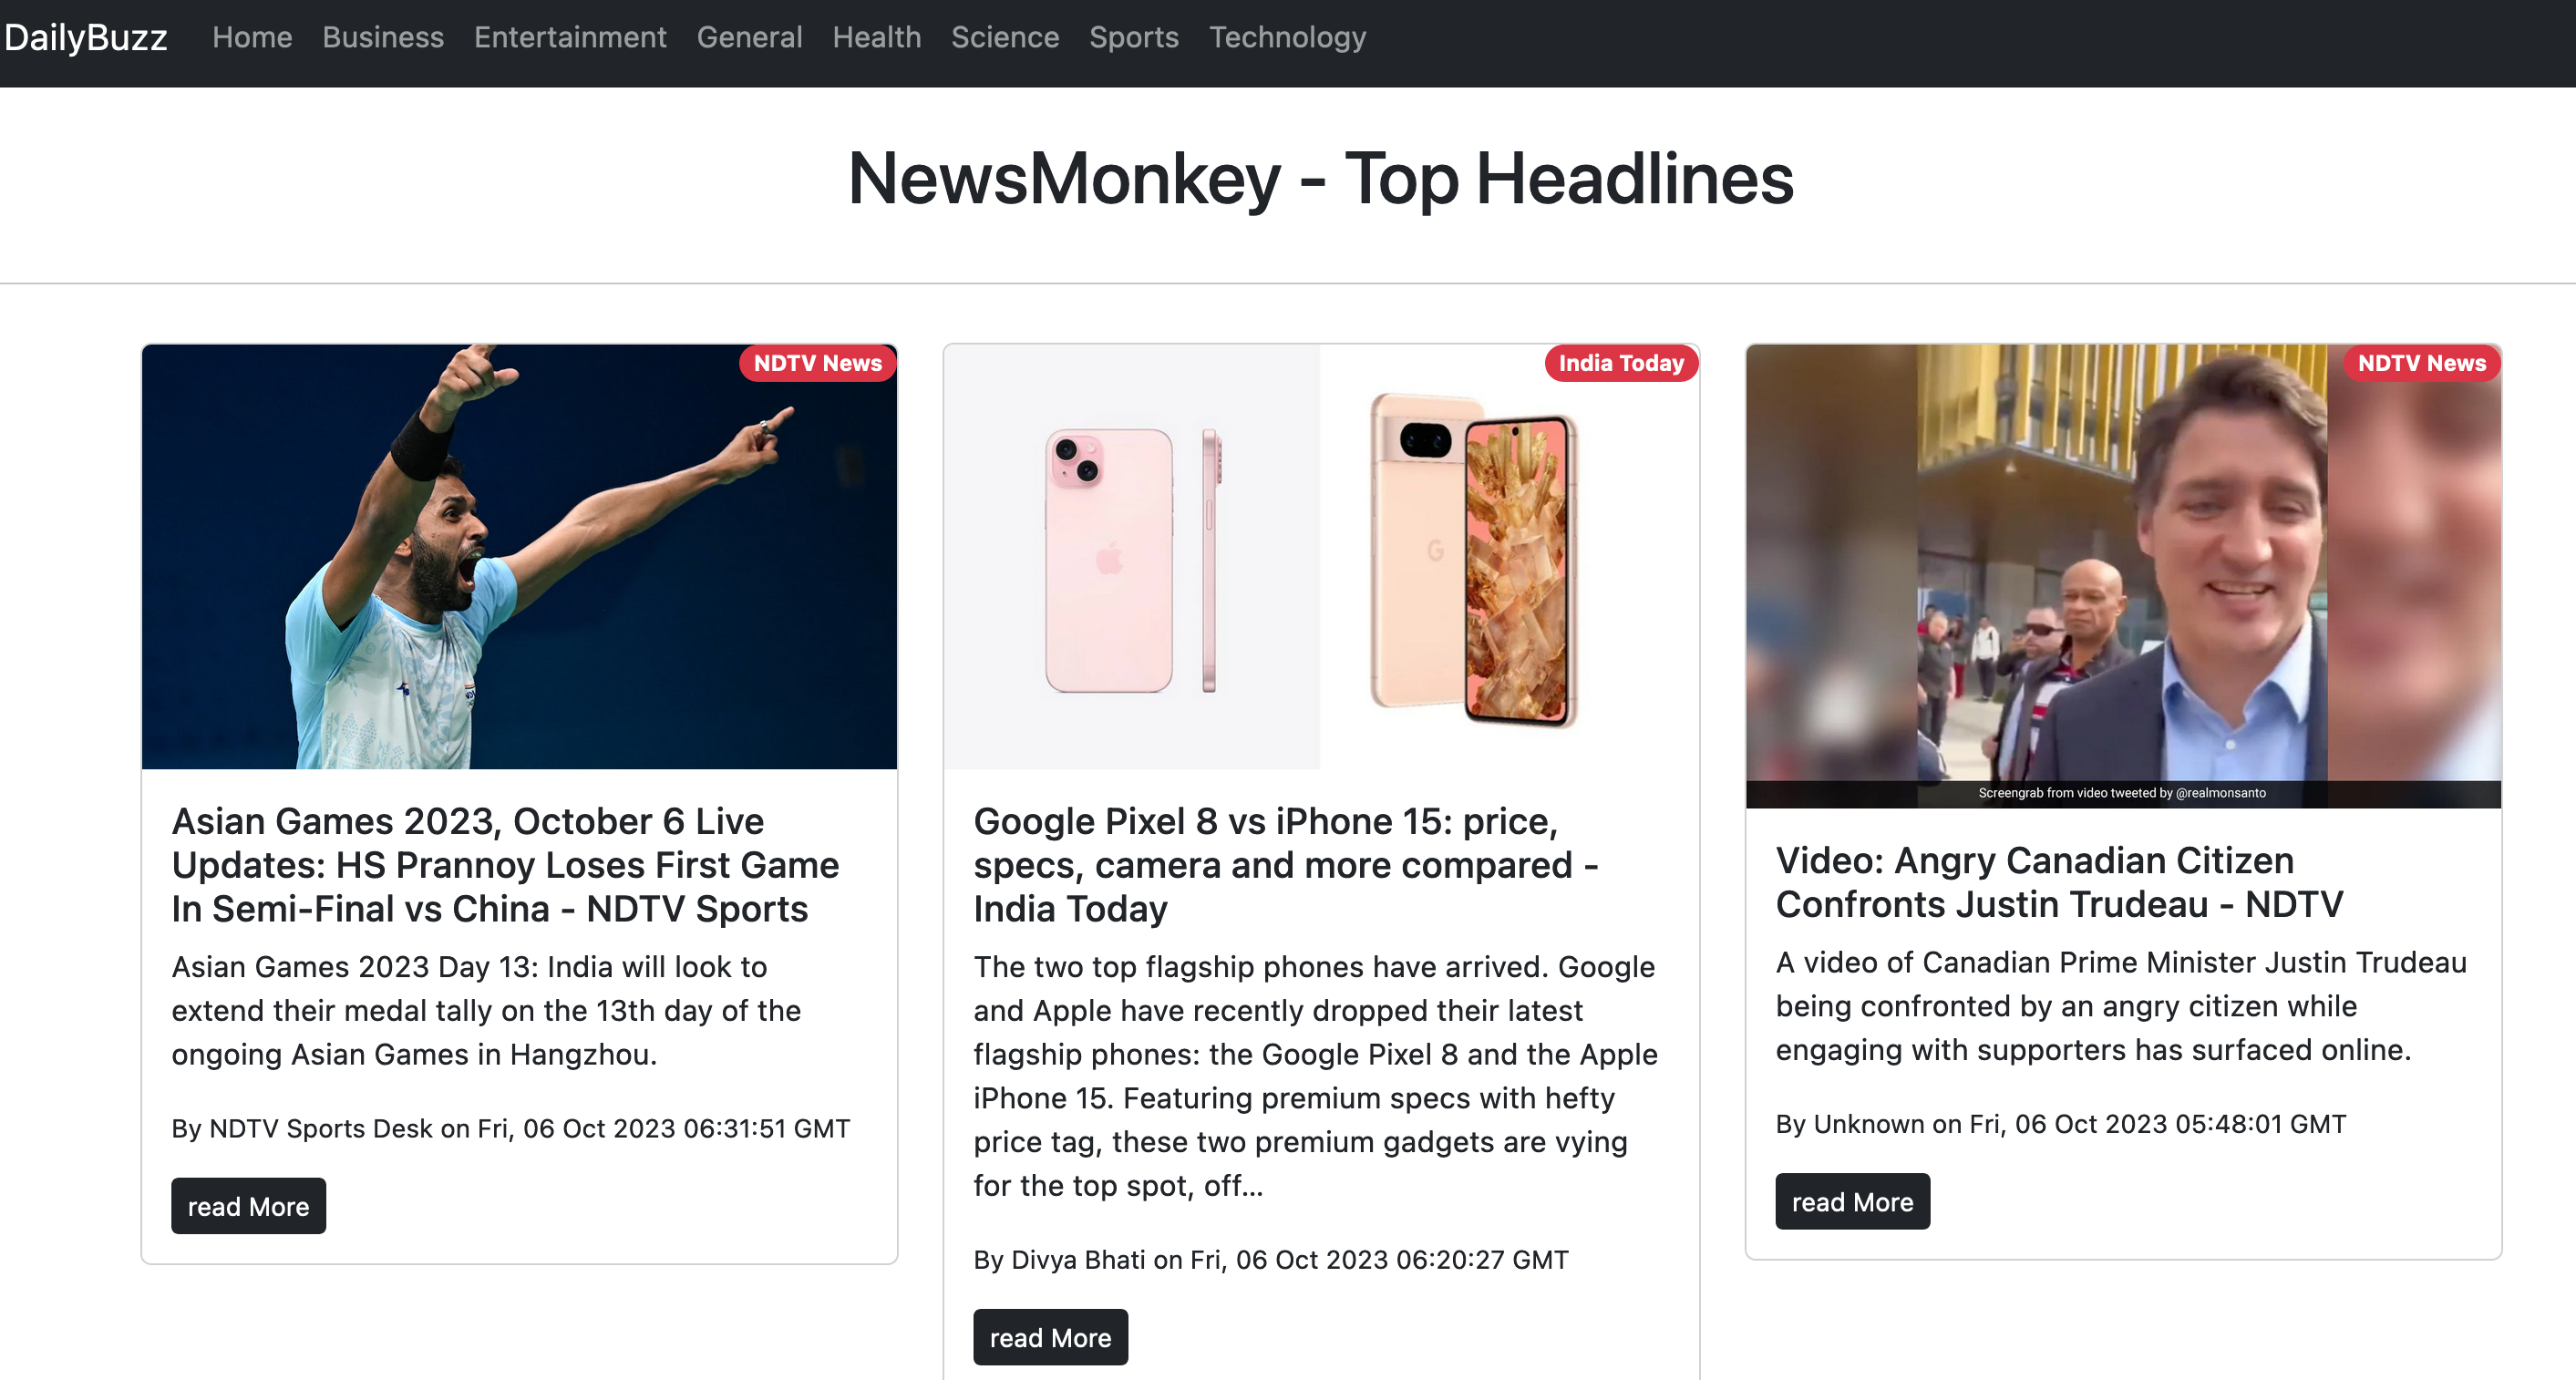 DailyBuzz Home Business Entertainment General Health Science Sports Technology
NewsMonkey - Top Headlines
NDTV News
Asian Games 2023, October 6 Live
Updates: HS Prannoy Loses First Game
In Semi-Final vs China - NDTV Sports
Asian Games 2023 Day 13: India will look to
extend their medal tally on the 13th day of the
ongoing Asian Games in Hangzhou.
By NDTV Sports Desk on Fri, 06 Oct 2023 06:31:51 GMT
read More
India Today
G
Google Pixel 8 vs iPhone 15: price,
specs, camera and more compared -
India Today
The two top flagship phones have arrived. Google
and Apple have recently dropped their latest
flagship phones: the Google Pixel 8 and the Apple
iPhone 15. Featuring premium specs with hefty
price tag, these two premium gadgets are vying
for the top spot, off...
By Divya Bhati on Fri, 06 Oct 2023 06:20:27 GMT
read More
NDTV News
Screengrab from video tweeted by @realmonsanto
Video: Angry Canadian Citizen
Confronts Justin Trudeau - NDTV
A video of Canadian Prime Minister Justin Trudeau
being confronted by an angry citizen while
engaging with supporters has surfaced online.
By Unknown on Fri, 06 Oct 2023 05:48:01 GMT
read More